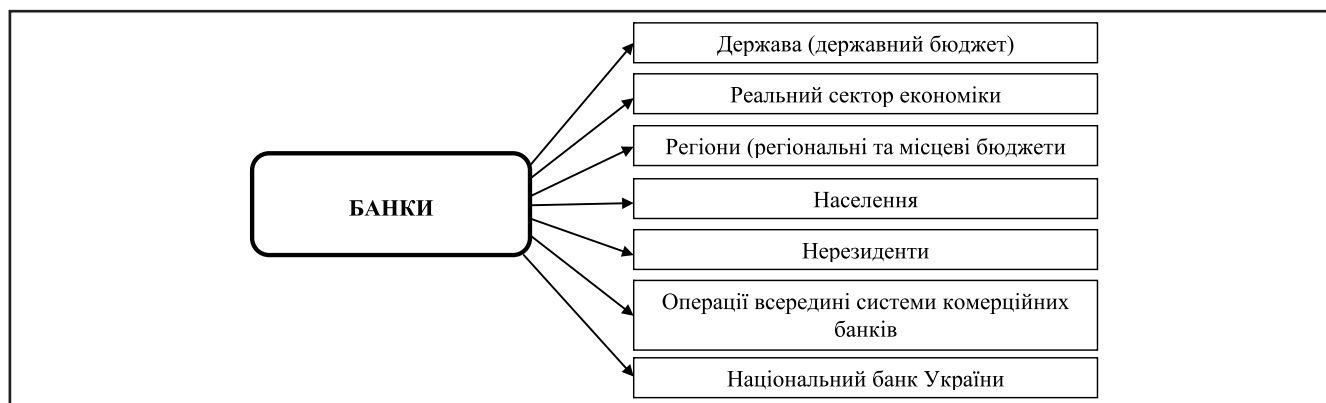 Держава (державний бюджет)
Реальний сектор економіки
Регіони (регіональні та місцеві бюджети
БАНКИ
Населення
Нерезиденти
Операції всередині системи комерційних
банків
Національний банк України